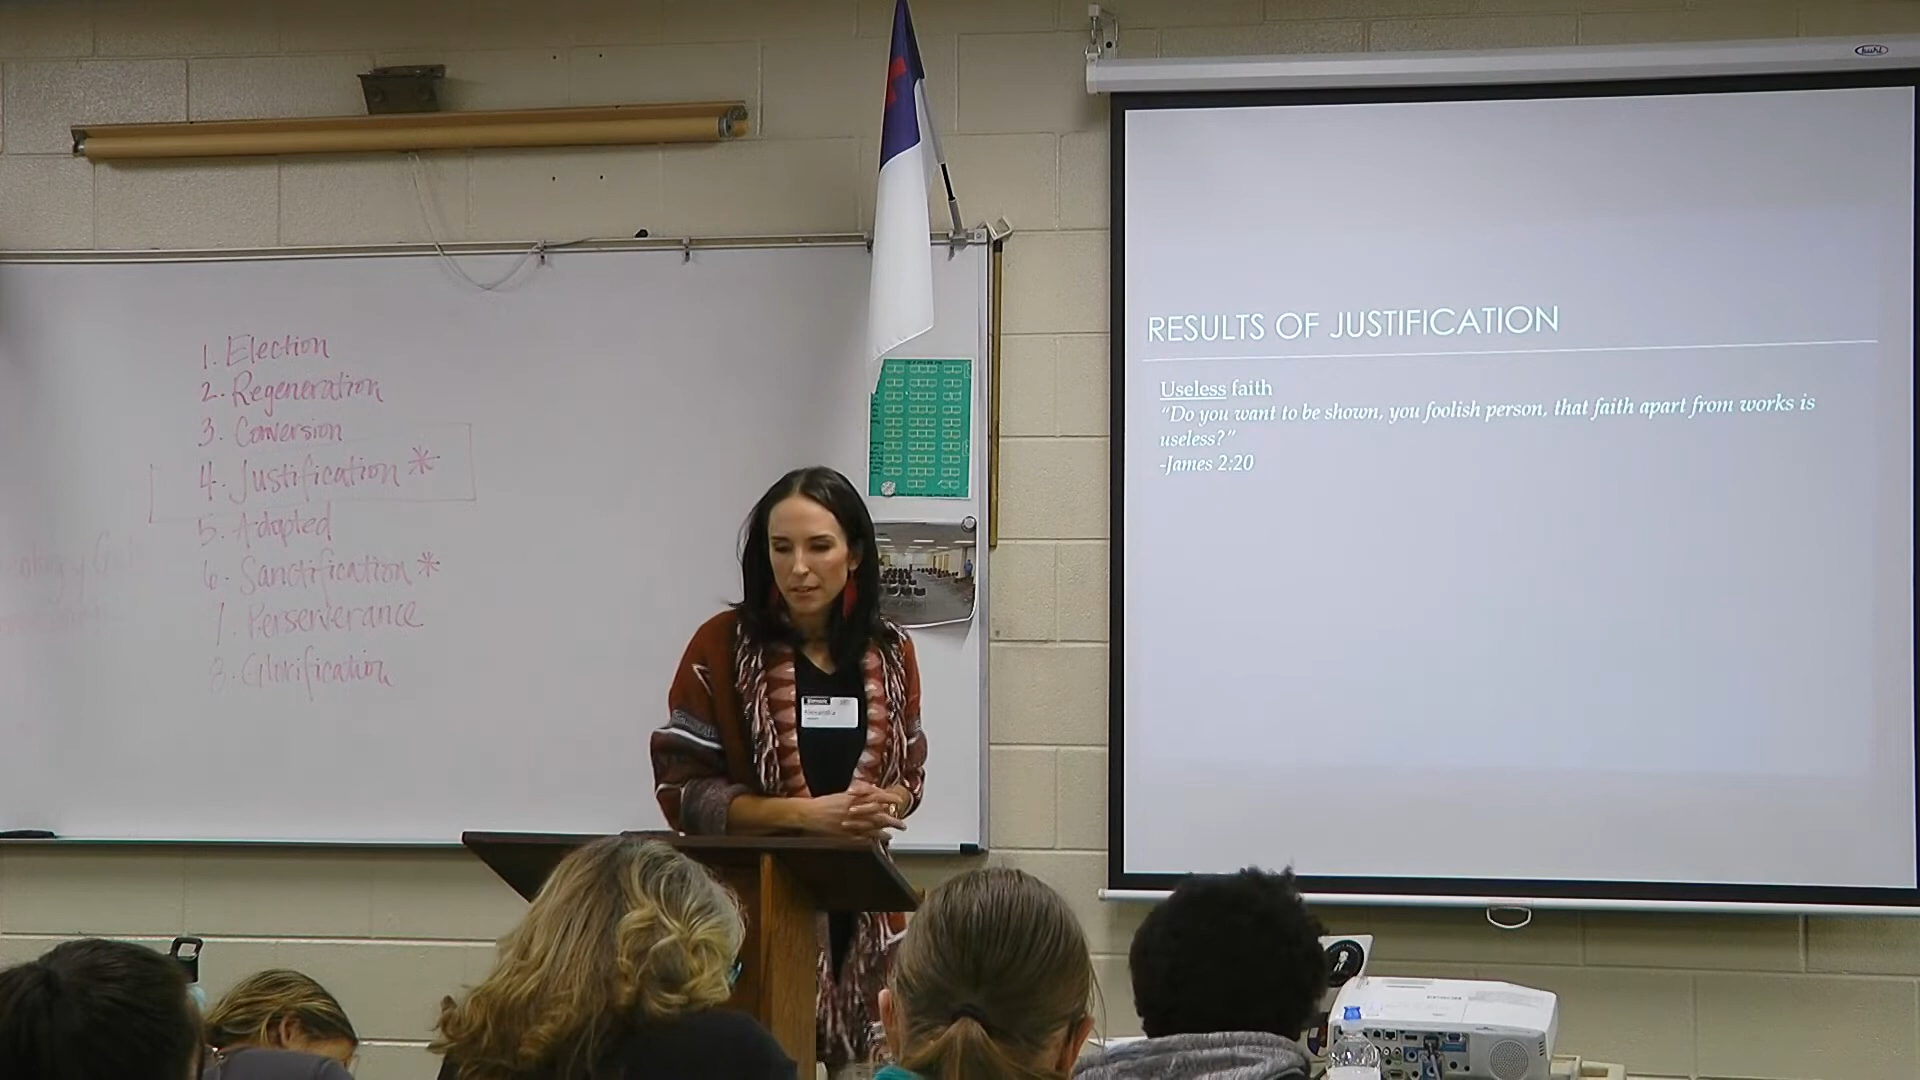 1. Election
2. Regeneration
3. Conversion
4. Justification *
5. Adopted
6. Sanctification *
7. Perserverance
8. Glorification
RESULTS OF JUSTIFICATION
Useless faith
“Do you want to be shown, you foolish person, that faith apart from works is
useless?”
-James 2:20